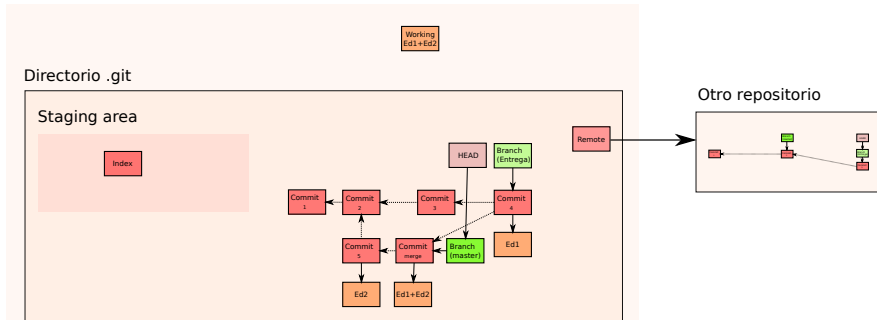 Working
Ed1+Ed2
Directorio .git
Otro repositorio
Staging area
Remote
Index
HEAD
Branch
(Entrega)
Commit
1
Commit
2
Commit
3
Commit
4
Commit
5
Commit
merge
Branch
(master)
Ed1
Ed2
Ed1+Ed2